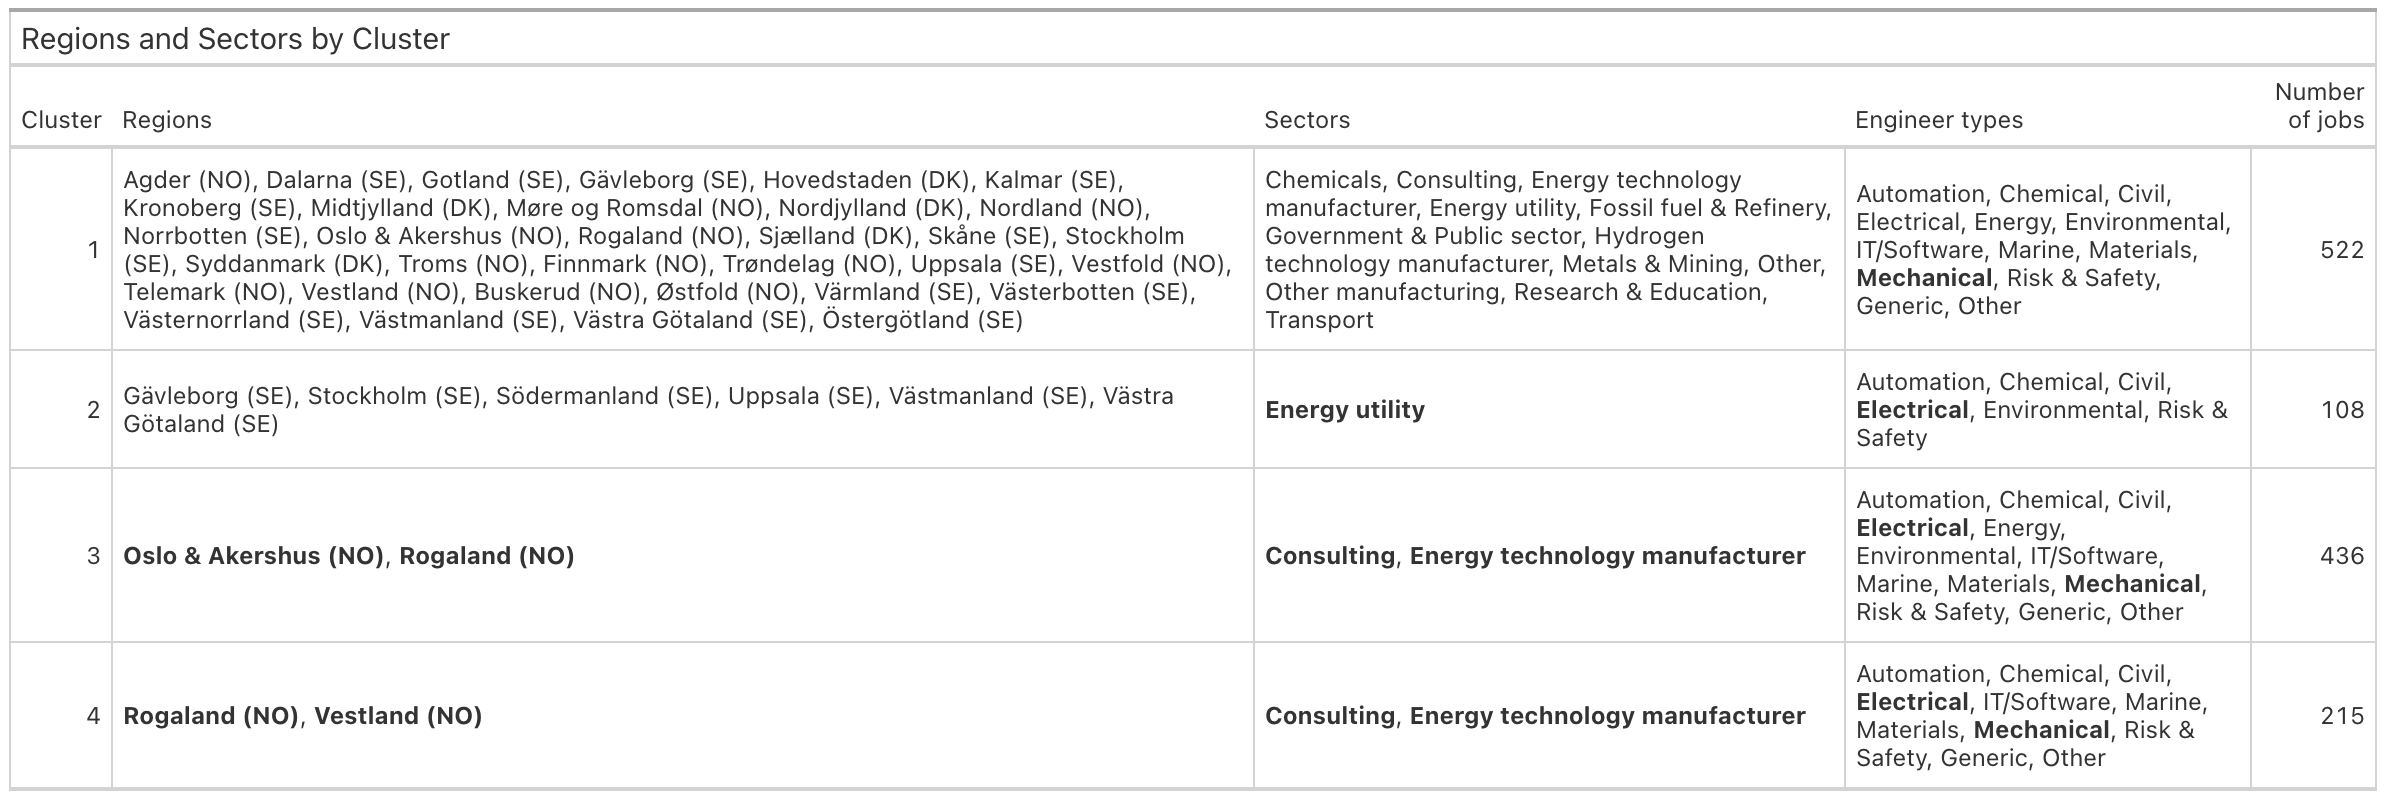 Regions and Sectors by Cluster
Cluster Regions Sectors Engineer types Number of jobs
1
Agder (NO), Dalarna (SE), Gotland (SE), Gävleborg (SE), Hovedstaden (DK), Kalmar (SE),
Kronoberg (SE), Midtjylland (DK), Møre og Romsdal (NO), Nordjylland (DK), Nordland (NO),
Norrbotten (SE), Oslo & Akershus (NO), Rogaland (NO), Sjælland (DK), Skåne (SE), Stockholm
(SE), Syddanmark (DK), Troms (NO), Finnmark (NO), Trøndelag (NO), Uppsala (SE), Vestfold (NO),
Telemark (NO), Vestland (NO), Buskerud (NO), Østfold (NO), Värmland (SE), Västerbotten (SE),
Västernorrland (SE), Västmanland (SE), Västra Götaland (SE), Östergötland (SE)
Chemicals, Consulting, Energy technology
manufacturer, Energy utility, Fossil fuel & Refinery,
Government & Public sector, Hydrogen
technology manufacturer, Metals & Mining, Other,
Other manufacturing, Research & Education,
Transport
Automation, Chemical, Civil,
Electrical, Energy, Environmental,
IT/Software, Marine, Materials,
Mechanical, Risk & Safety,
Generic, Other
522
2
Gävleborg (SE), Stockholm (SE), Södermanland (SE), Uppsala (SE), Västmanland (SE), Västra
Götaland (SE)
Energy utility
Automation, Chemical, Civil,
Electrical, Environmental, Risk &
Safety
108
3
Oslo & Akershus (NO), Rogaland (NO)
Consulting, Energy technology manufacturer
Automation, Chemical, Civil,
Electrical, Energy,
Environmental, IT/Software,
Marine, Materials, Mechanical,
Risk & Safety, Generic, Other
436
4
Rogaland (NO), Vestland (NO)
Consulting, Energy technology manufacturer
Automation, Chemical, Civil,
Electrical, IT/Software, Marine,
Materials, Mechanical, Risk &
Safety, Generic, Other
215